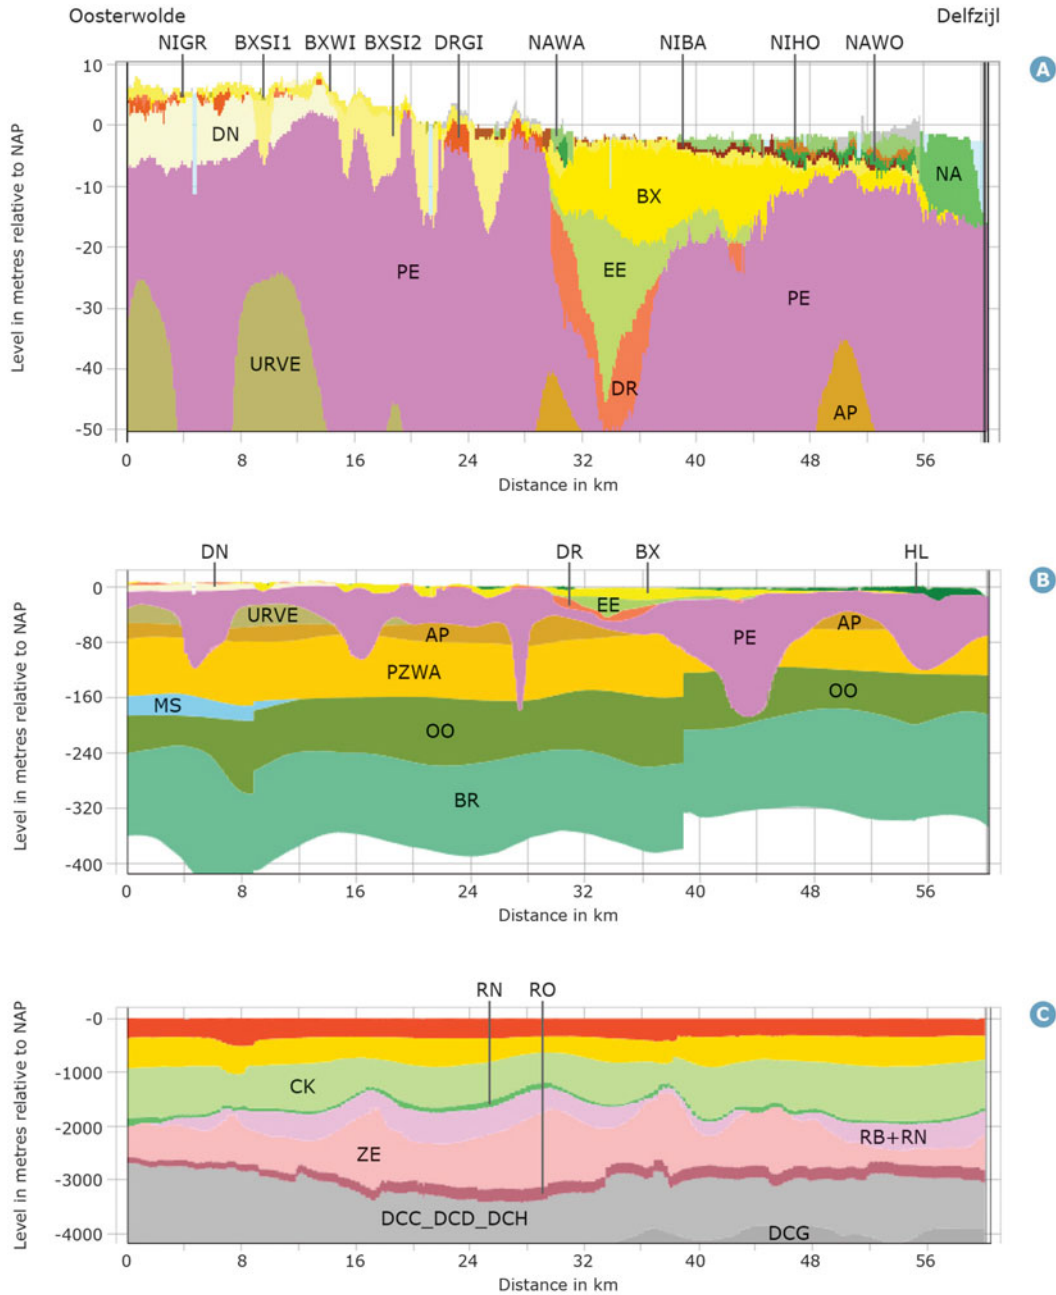 Oosterwolde Delfzijl
NIGR BXSI1 BXWI BXSI2 DRGI NAWA NIBA NIHO NAWO
A
Level in metres relative to NAP
10
0
-10
-20
-30
-40
-50
DN
BX
NA
EE
PE
PE
URVE
DR
AP
0 8 16 24 32 40 48 56
Distance in km
DN DR BX HL
B
Level in metres relative to NAP
0
-80
-160
-240
-320
-400
EE
URVE
AP
AP
PE
PZWA
MS
OO
OO
BR
0 8 16 24 32 40 48 56
Distance in km
RN RO
C
Level in metres relative to NAP
-0
-1000
-2000
-3000
-4000
CK
RB+RN
ZE
DCC_DCD_DCH
DCG
0 8 16 24 32 40 48 56
Distance in km